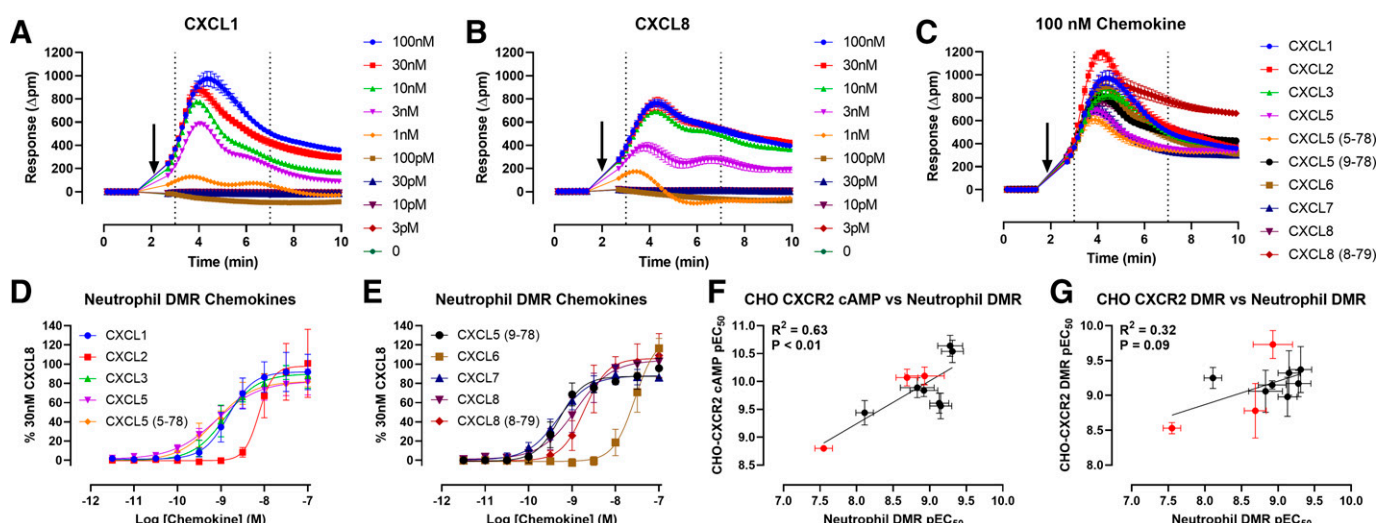 A
CXCL1
Response (Δpm)
1200
1000
800
600
400
200
0
0 2 4 6 8 10
Time (min)
100nM
30nM
10nM
3nM
1nM
100pM
30pM
10pM
3pM
0
B
CXCL8
Response (Δpm)
1200
1000
800
600
400
200
0
0 2 4 6 8 10
Time (min)
100nM
30nM
10nM
3nM
1nM
100pM
30pM
10pM
3pM
0
C
100 nM Chemokine
Response (Δpm)
1200
1000
800
600
400
200
0
0 2 4 6 8 10
Time (min)
CXCL1
CXCL2
CXCL3
CXCL5
CXCL5 (5-78)
CXCL5 (9-78)
CXCL6
CXCL7
CXCL8
CXCL8 (8-79)
D
Neutrophil DMR Chemokines
% 30nM CXCL8
140
120
100
80
60
40
20
0
CXCL1
CXCL2
CXCL3
CXCL5
CXCL5 (5-78)
-12 -11 -10 -9 -8 -7
Log [Chemokine] (M)
E
Neutrophil DMR Chemokines
% 30nM CXCL8
140
120
100
80
60
40
20
0
CXCL5 (9-78)
CXCL6
CXCL7
CXCL8
CXCL8 (8-79)
-12 -11 -10 -9 -8 -7
Log [Chemokine] (M)
F
CHO CXCR2 cAMP vs Neutrophil DMR
CHO-CXCR2 cAMP pEC50
11.0
10.5
10.0
9.5
9.0
8.5
R² = 0.63
P < 0.01
7.0 7.5 8.0 8.5 9.0 9.5 10.0
Neutrophil DMR pEC50
G
CHO CXCR2 DMR vs Neutrophil DMR
CHO-CXCR2 DMR pEC50
10.0
9.5
9.0
8.5
8.0
R² = 0.32
P = 0.09
7.0 7.5 8.0 8.5 9.0 9.5 10.0
Neutrophil DMR pEC50